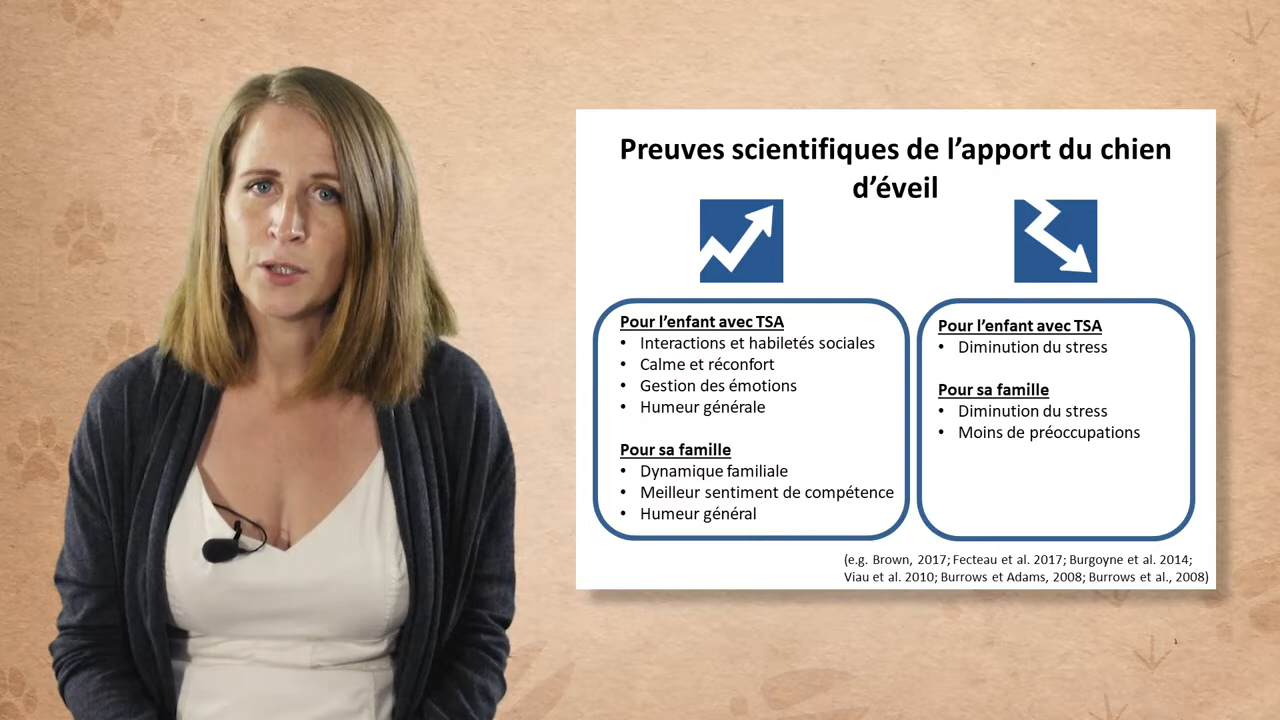 Preuves scientifiques de l'apport du chien
d'éveil
Pour l'enfant avec TSA
• Interactions et habiletés sociales
• Calme et réconfort
• Gestion des émotions
• Humeur générale
Pour sa famille
• Dynamique familiale
• Meilleur sentiment de compétence
• Humeur général
Pour l'enfant avec TSA
• Diminution du stress
Pour sa famille
• Diminution du stress
• Moins de préoccupations
(e.g. Brown, 2017; Fecteau et al. 2017; Burgoyne et al. 2014;
Viau et al. 2010; Burrows et Adams, 2008; Burrows et al., 2008)